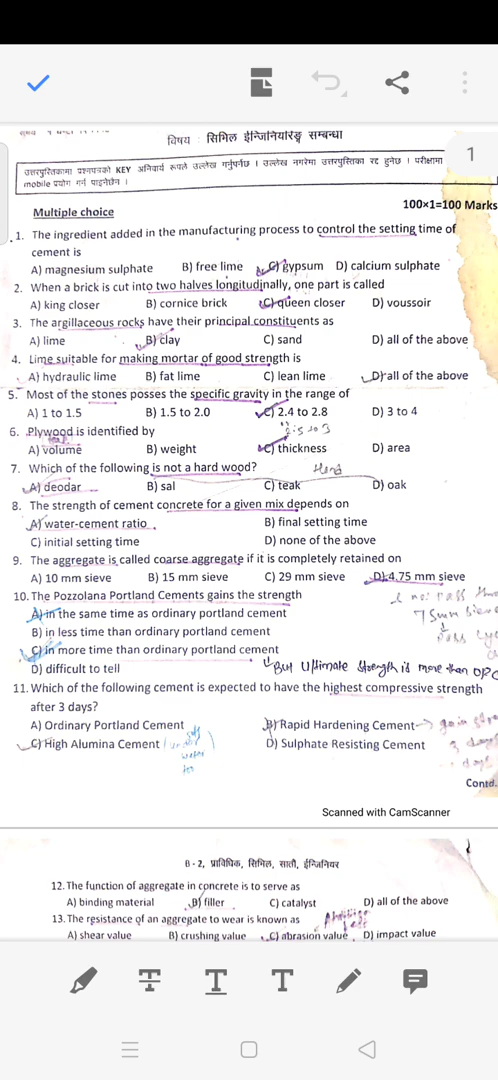 1
विषय : सिभिल ईन्जिनियरिङ्ग सम्बन्धी
उत्तरपुस्तिकामा प्रश्नपत्रको KEY अनिवार्य रूपले उल्लेख गर्नुपर्नेछ । उल्लेख नगरेमा उत्तरपुस्तिका रद्द हुनेछ । परीक्षामा
mobile प्रयोग गर्न पाइनेछैन ।
100x1=100 Marks
Multiple choice
1. The ingredient added in the manufacturing process to control the setting time of
cement is
A) magnesium sulphate B) free lime C) gypsum D) calcium sulphate
2. When a brick is cut into two halves longitudinally, one part is called
A) king closer B) cornice brick C) queen closer D) voussoir
3. The argillaceous rocks have their principal constituents as
A) lime B) clay C) sand D) all of the above
4. Lime suitable for making mortar of good strength is
A) hydraulic lime B) fat lime C) lean lime D) all of the above
5. Most of the stones posses the specific gravity in the range of
A) 1 to 1.5 B) 1.5 to 2.0 C) 2.4 to 2.8 D) 3 to 4
6. Plywood is identified by
A) volume B) weight C) thickness D) area
7. Which of the following is not a hard wood?
A) deodar B) sal C) teak D) oak
8. The strength of cement concrete for a given mix depends on
A) water-cement ratio B) final setting time
C) initial setting time D) none of the above
9. The aggregate is called coarse aggregate if it is completely retained on
A) 10 mm sieve B) 15 mm sieve C) 29 mm sieve D) 4.75 mm sieve
10. The Pozzolana Portland Cements gains the strength
A) in the same time as ordinary portland cement
B) in less time than ordinary portland cement
C) in more time than ordinary portland cement
D) difficult to tell But Ultimate strength is more than OPC
11. Which of the following cement is expected to have the highest compressive strength
after 3 days?
A) Ordinary Portland Cement B) Rapid Hardening Cement
C) High Alumina Cement D) Sulphate Resisting Cement
Contd.
Scanned with CamScanner
B - 2, प्राविधिक, सिभिल, सातौं, ईन्जिनियर
12. The function of aggregate in concrete is to serve as
A) binding material B) filler C) catalyst D) all of the above
13. The resistance of an aggregate to wear is known as
A) shear value B) crushing value C) abrasion value D) impact value